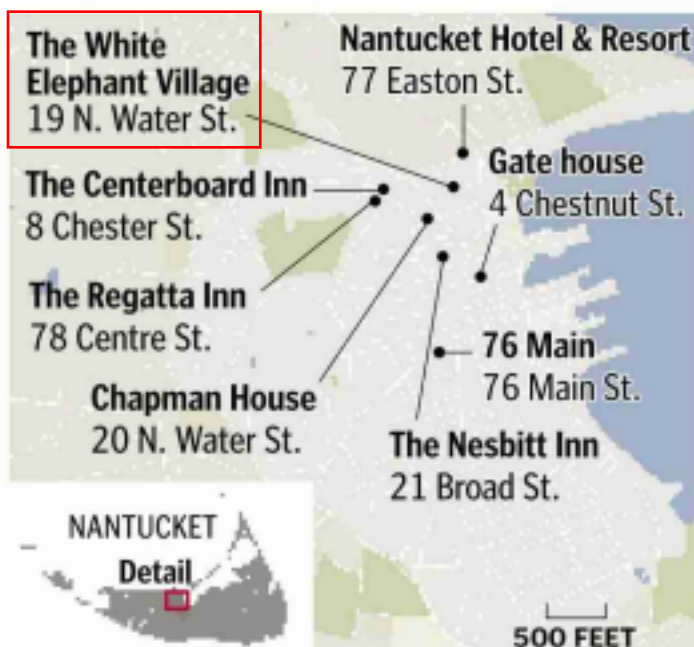 The White
Elephant Village
19 N. Water St.
Nantucket Hotel & Resort
77 Easton St.
Gate house
4 Chestnut St.
The Centerboard Inn
8 Chester St.
The Regatta Inn
78 Centre St.
76 Main
76 Main St.
Chapman House
20 N. Water St.
The Nesbitt Inn
21 Broad St.
NANTUCKET
Detail
500 FEET